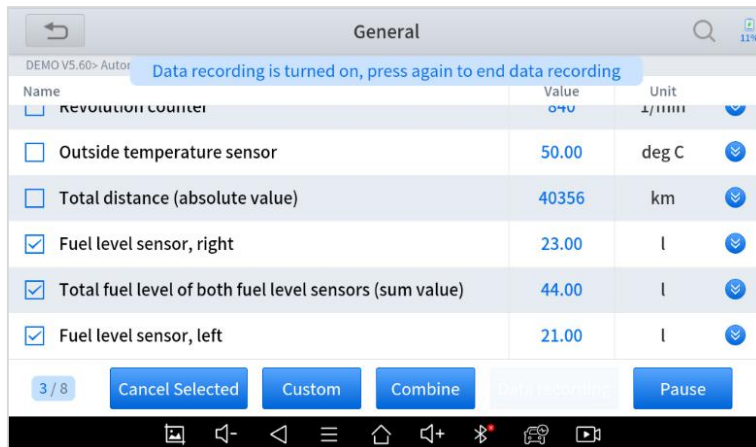 General
11%
DEMO V5.60> Autor
Data recording is turned on, press again to end data recording
Name Value Unit
Revolution counter 840 1/min
Outside temperature sensor 50.00 deg C
Total distance (absolute value) 40356 km
Fuel level sensor, right 23.00 l
Total fuel level of both fuel level sensors (sum value) 44.00 l
Fuel level sensor, left 21.00 l
3 / 8 Cancel Selected Custom Combine Data recording Pause